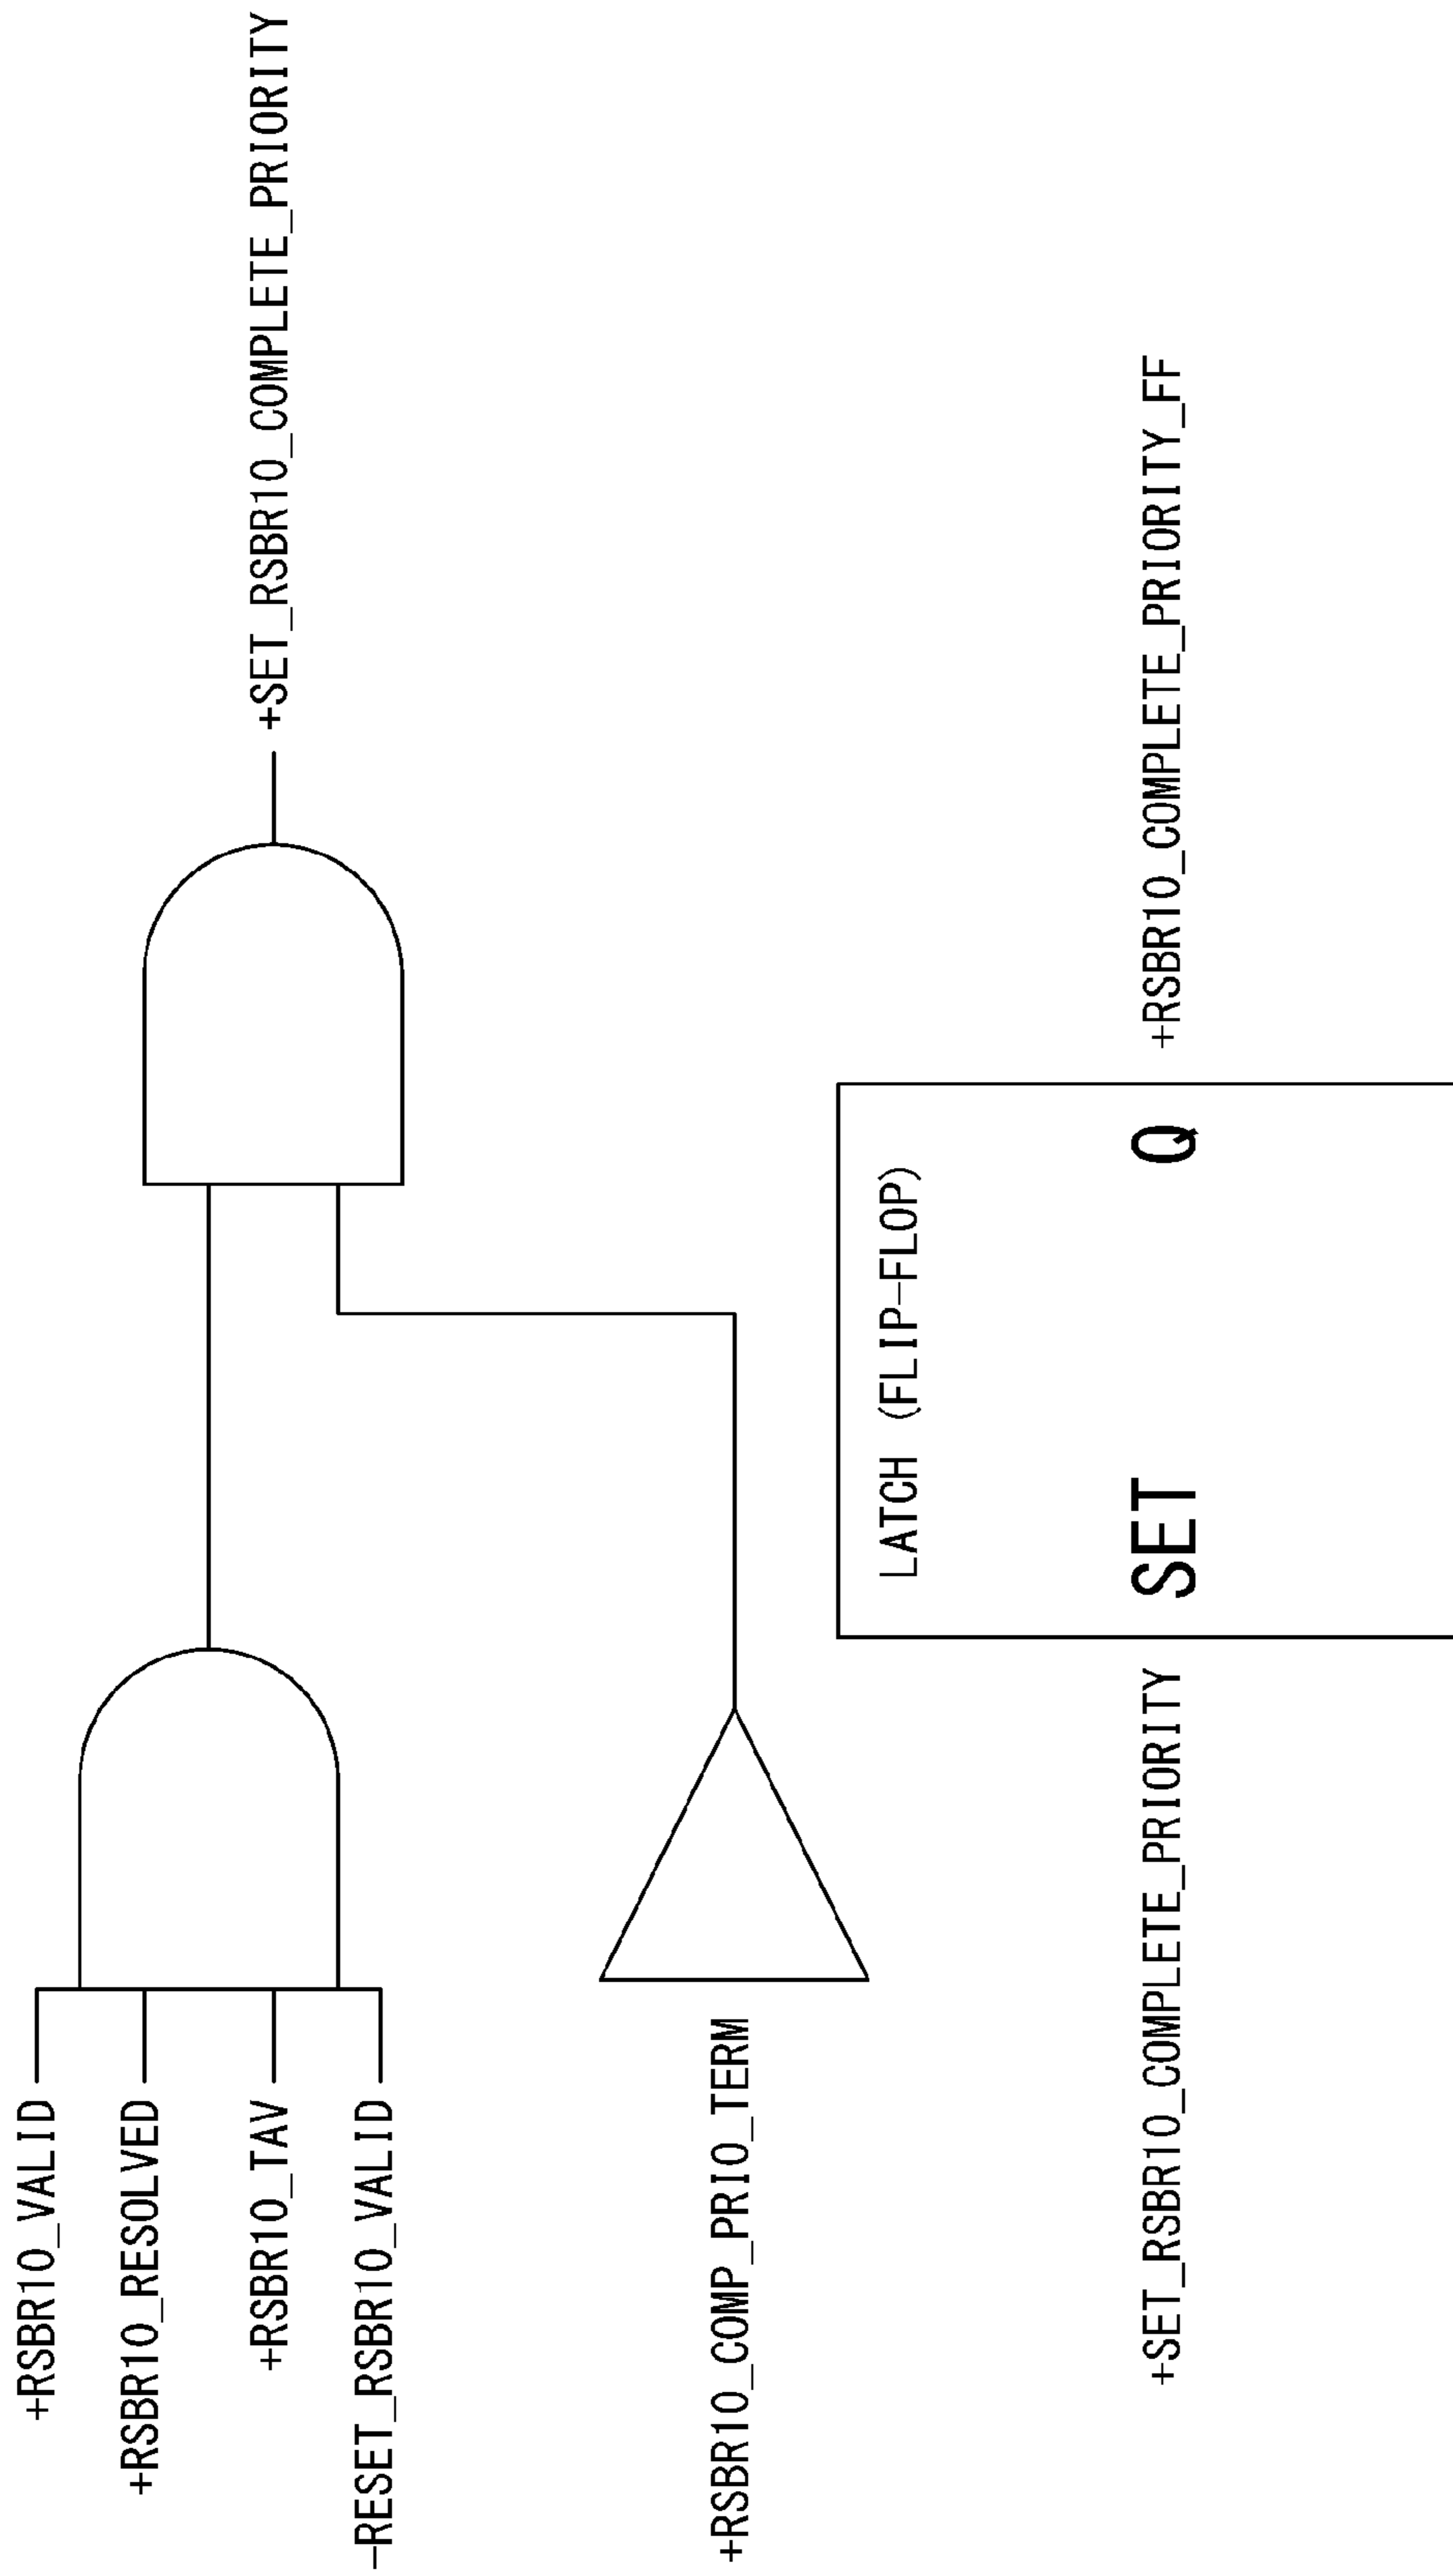 +RSBR10_VALID
+RSBR10_RESOLVED
+RSBR10_TAV
-RESET_RSBR10_VALID
+SET_RSBR10_COMPLETE_PRIORITY
+RSBR10_COMP_PRIO_TERM
LATCH (FLIP-FLOP)
+SET_RSBR10_COMPLETE_PRIORITY SET Q +RSBR10_COMPLETE_PRIORITY_FF